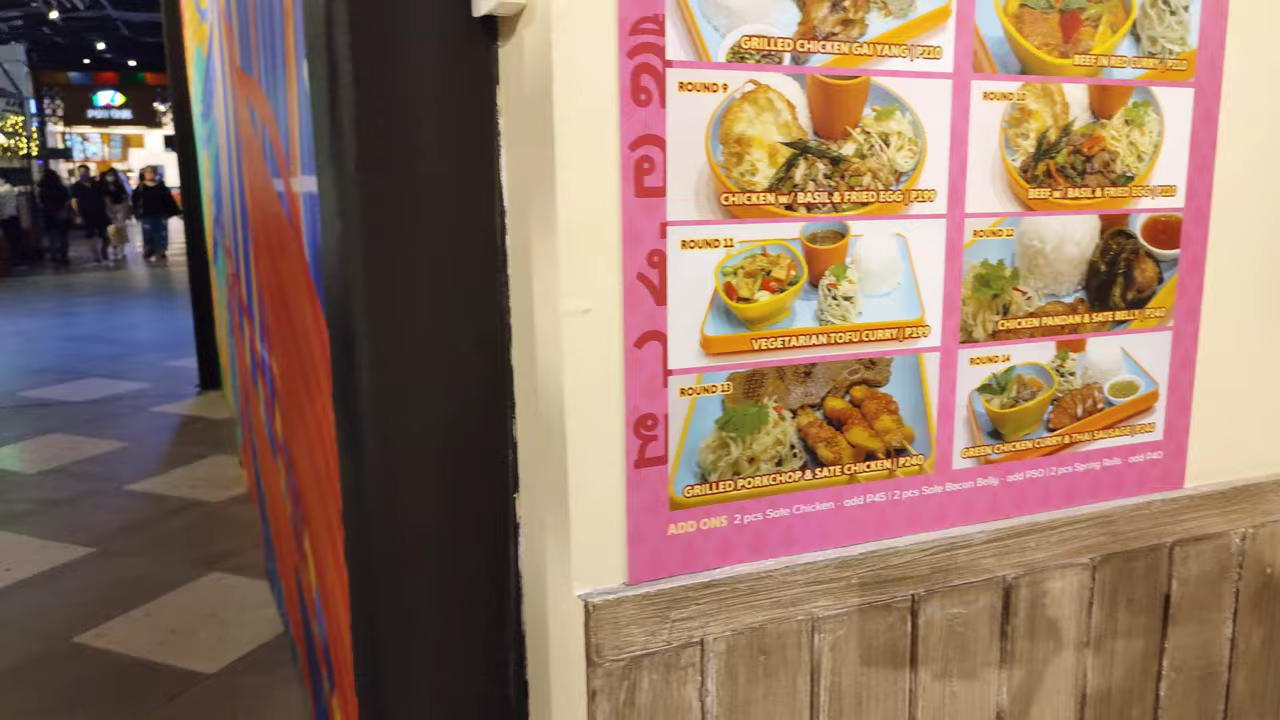 GRILLED CHICKEN GAI YANG | P210
BEEF IN RED CURRY | P210
ROUND 9
CHICKEN w/ BASIL & FRIED EGG | P199
ROUND 10
BEEF w/ BASIL & FRIED EGG | P210
ROUND 11
VEGETARIAN TOFU CURRY | P199
ROUND 12
CHICKEN PANDAN & SATE BELLY | P240
ROUND 13
GRILLED PORKCHOP & SATE CHICKEN | P240
ROUND 14
GREEN CHICKEN CURRY & THAI SAUSAGE | P240
ADD ONS 2 pcs Sate Chicken - add P45 | 2 pcs Sate Bacon Belly - add P50 | 2 pcs Spring Rolls - add P40